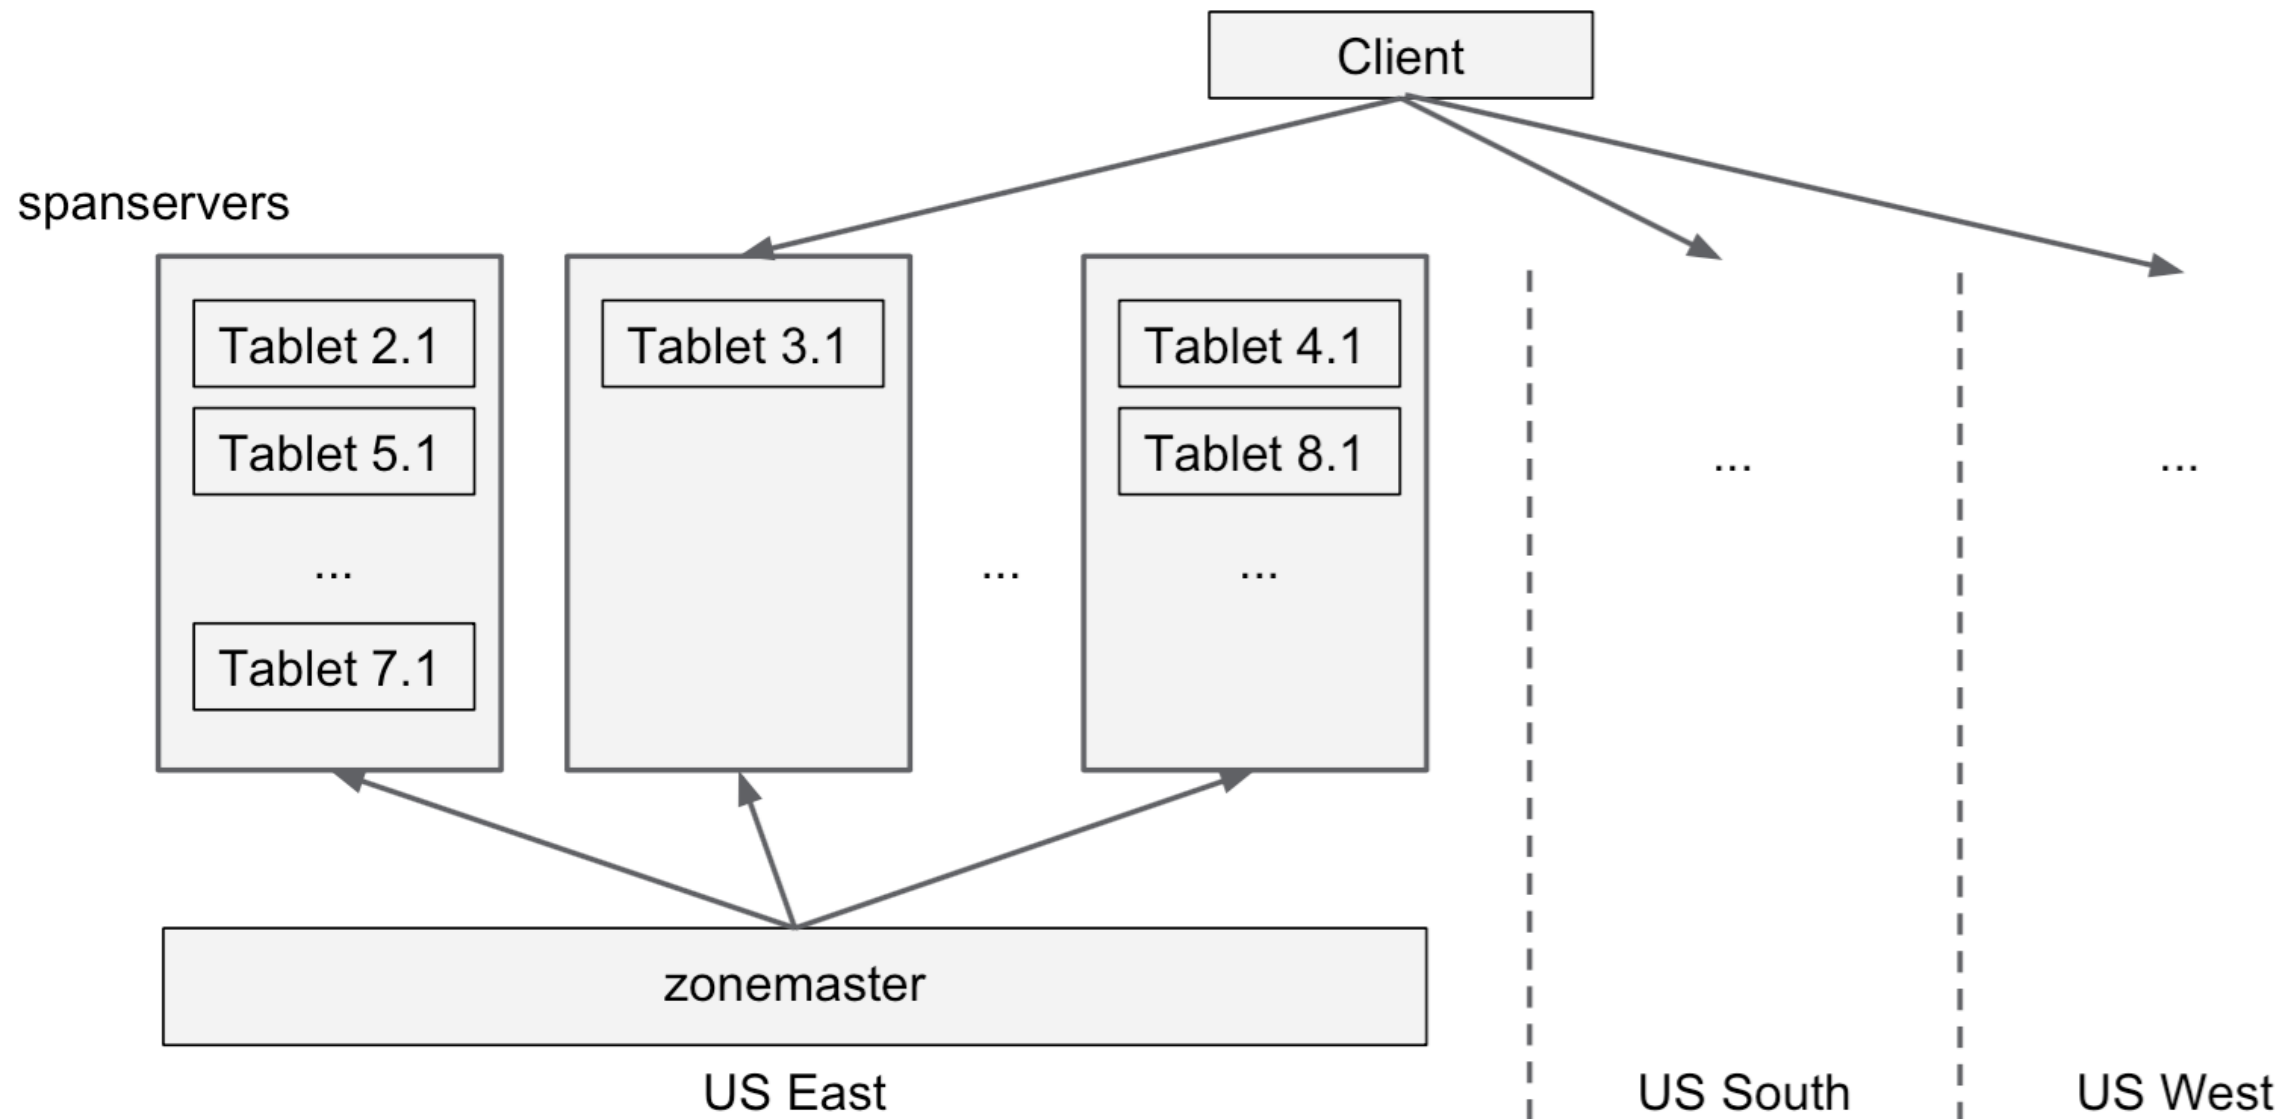 Client
spanservers
Tablet 2.1
Tablet 5.1
...
Tablet 7.1
Tablet 3.1
...
Tablet 4.1
Tablet 8.1
...
...
...
zonemaster
US East
US South
US West